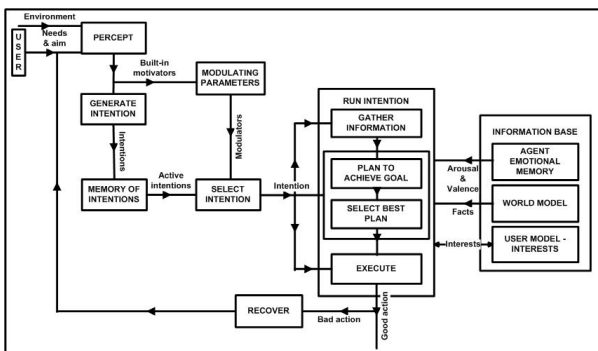 Environment
USER
Needs
& aim
PERCEPT
Built-in
motivators
MODULATING
PARAMETERS
GENERATE
INTENTION
Intentions
Modulators
MEMORY OF
INTENTIONS
Active
intentions
SELECT
INTENTION
Intention
RUN INTENTION
GATHER
INFORMATION
PLAN TO
ACHIEVE GOAL
SELECT BEST
PLAN
EXECUTE
Arousal
&
Valence
Facts
Interests
INFORMATION BASE
AGENT
EMOTIONAL
MEMORY
WORLD MODEL
USER MODEL -
INTERESTS
RECOVER
Bad action
Good action